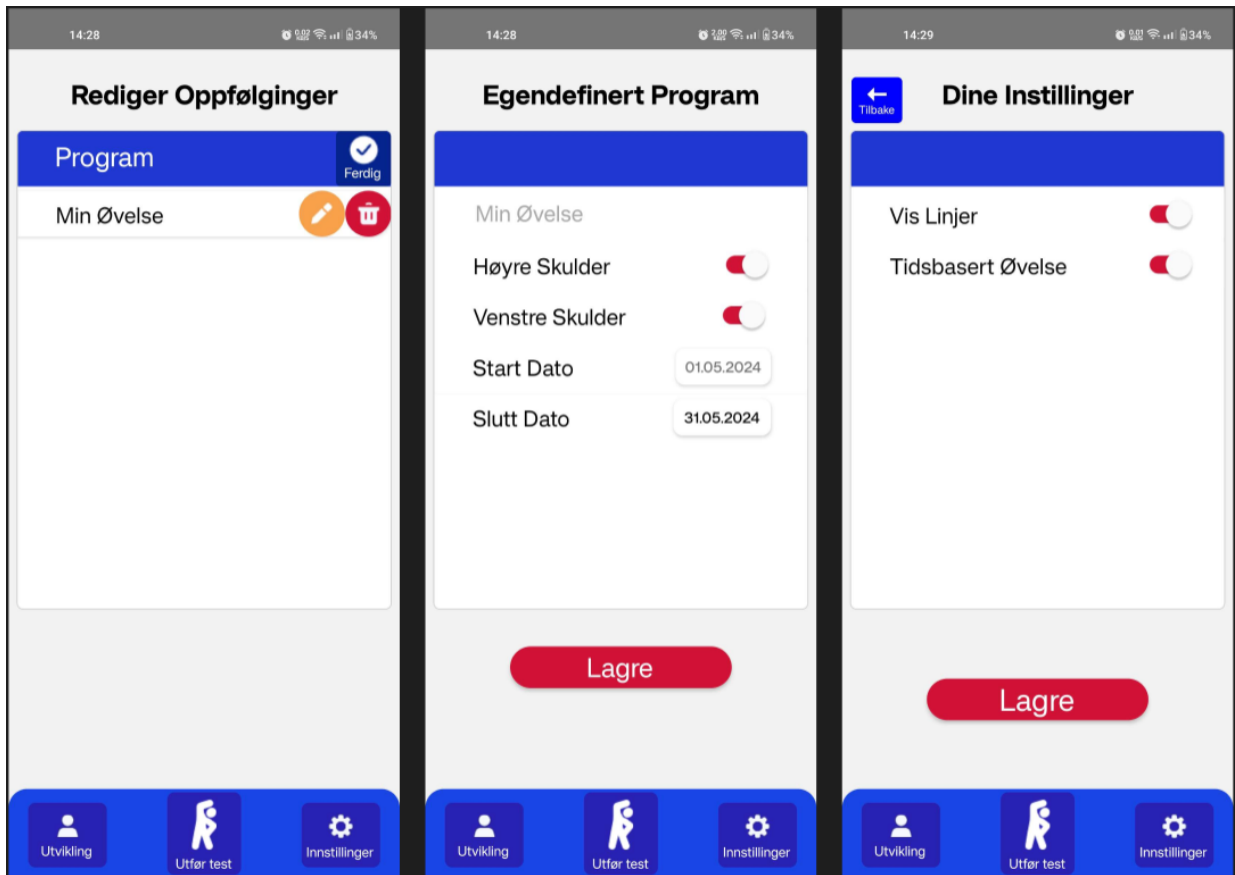 14:28
34%
Rediger Oppfølginger
Program
Ferdig
Min Øvelse
Utvikling
Utfør test
Innstillinger
14:28
34%
Egendefinert Program
Min Øvelse
Høyre Skulder
Venstre Skulder
Start Dato
01.05.2024
Slutt Dato
31.05.2024
Lagre
Utvikling
Utfør test
Innstillinger
14:29
34%
Tilbake
Dine Instillinger
Vis Linjer
Tidsbasert Øvelse
Lagre
Utvikling
Utfør test
Innstillinger